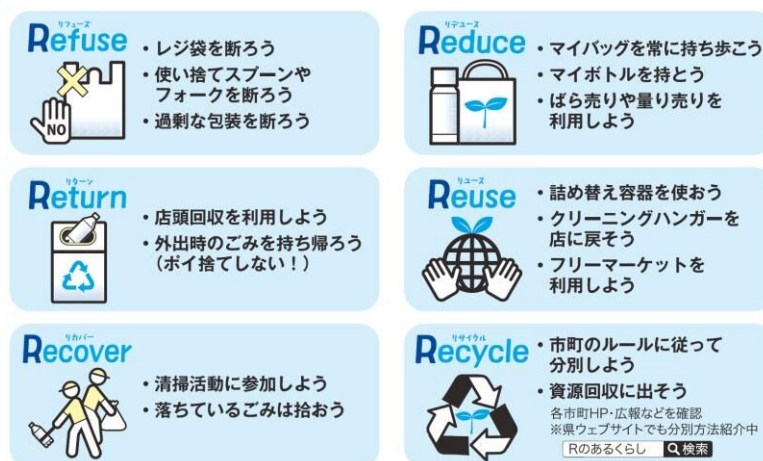 リフューズ
Refuse
・レジ袋を断ろう
・使い捨てスプーンや
フォークを断ろう
・過剰な包装を断ろう
NO
リデュース
Reduce
・マイバッグを常に持ち歩こう
・マイボトルを持とう
・ばら売りや量り売りを
利用しよう
リターン
Return
・店頭回収を利用しよう
・外出時のごみを持ち帰ろう
（ポイ捨てしない！）
リユース
Reuse
・詰め替え容器を使おう
・クリーニングハンガーを
店に戻そう
・フリーマーケットを
利用しよう
リカバー
Recover
・清掃活動に参加しよう
・落ちているごみは拾おう
リサイクル
Recycle
・市町のルールに従って
分別しよう
・資源回収に出そう
各市町HP・広報などを確認
※県ウェブサイトでも分別方法紹介中
Rのあるくらし 検索